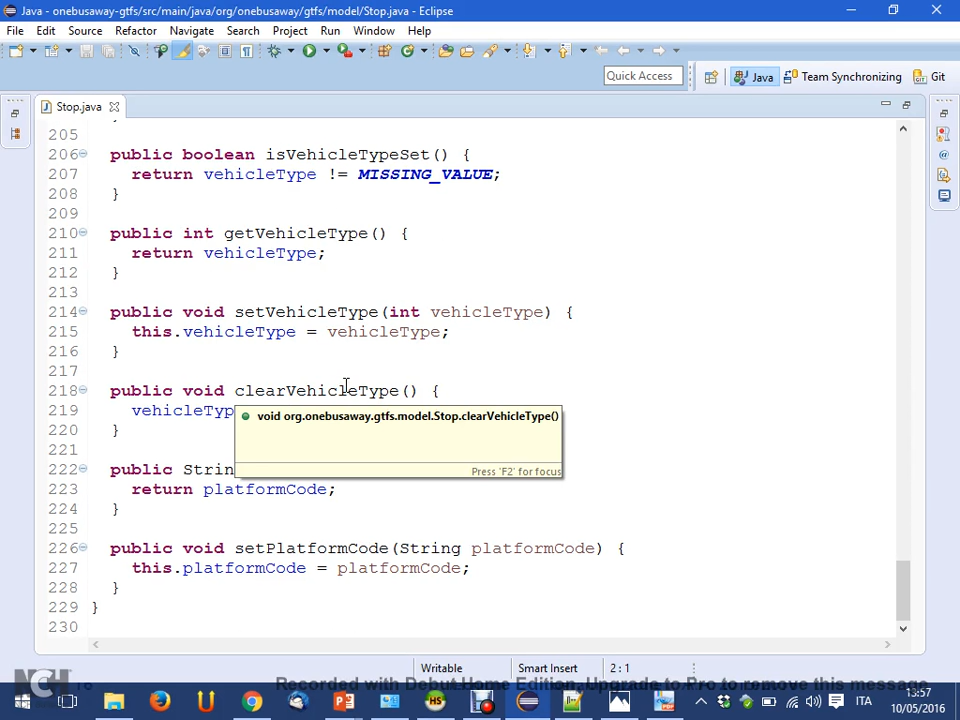 Java - onebusaway-gtfs/src/main/java/org/onebusaway/gtfs/model/Stop.java - Eclipse
File Edit Source Refactor Navigate Search Project Run Window Help
Quick Access Java Team Synchronizing Git
Stop.java
205
206 public boolean isVehicleTypeSet() {
207 return vehicleType != MISSING_VALUE;
208 }
209
210 public int getVehicleType() {
211 return vehicleType;
212 }
213
214 public void setVehicleType(int vehicleType) {
215 this.vehicleType = vehicleType;
216 }
217
218 public void clearVehicleType() {
219 vehicleTyp
void org.onebusaway.gtfs.model.Stop.clearVehicleType()
220 }
221
222 public Strin
Press 'F2' for focus
223 return platformCode;
224 }
225
226 public void setPlatformCode(String platformCode) {
227 this.platformCode = platformCode;
228 }
229 }
230
Writable Smart Insert 2 : 1
NCH
Recorded with Debut Home Edition. Upgrade to Pro to remove this message
ITA
13:57
10/05/2016